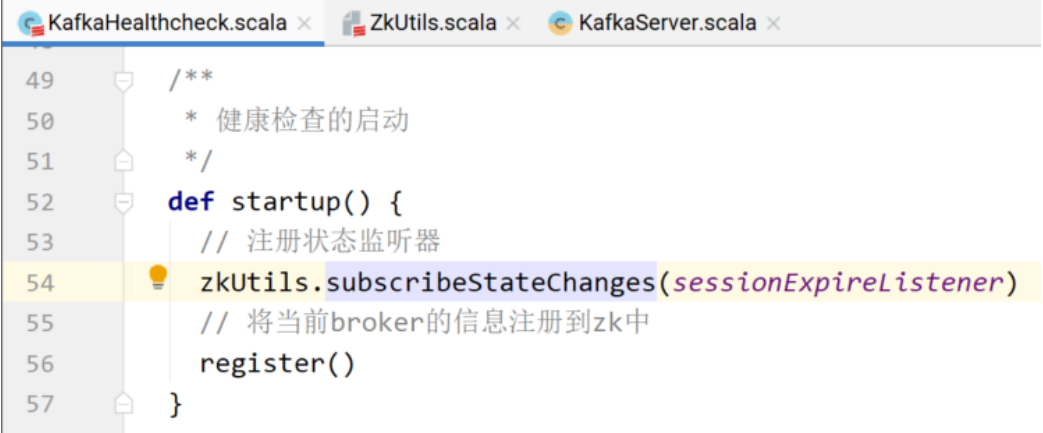 KafkaHealthcheck.scala × ZkUtils.scala × KafkaServer.scala ×
49 /**
50 * 健康检查的启动
51 */
52 def startup() {
53 // 注册状态监听器
54 zkUtils.subscribeStateChanges(sessionExpireListener)
55 // 将当前broker的信息注册到zk中
56 register()
57 }